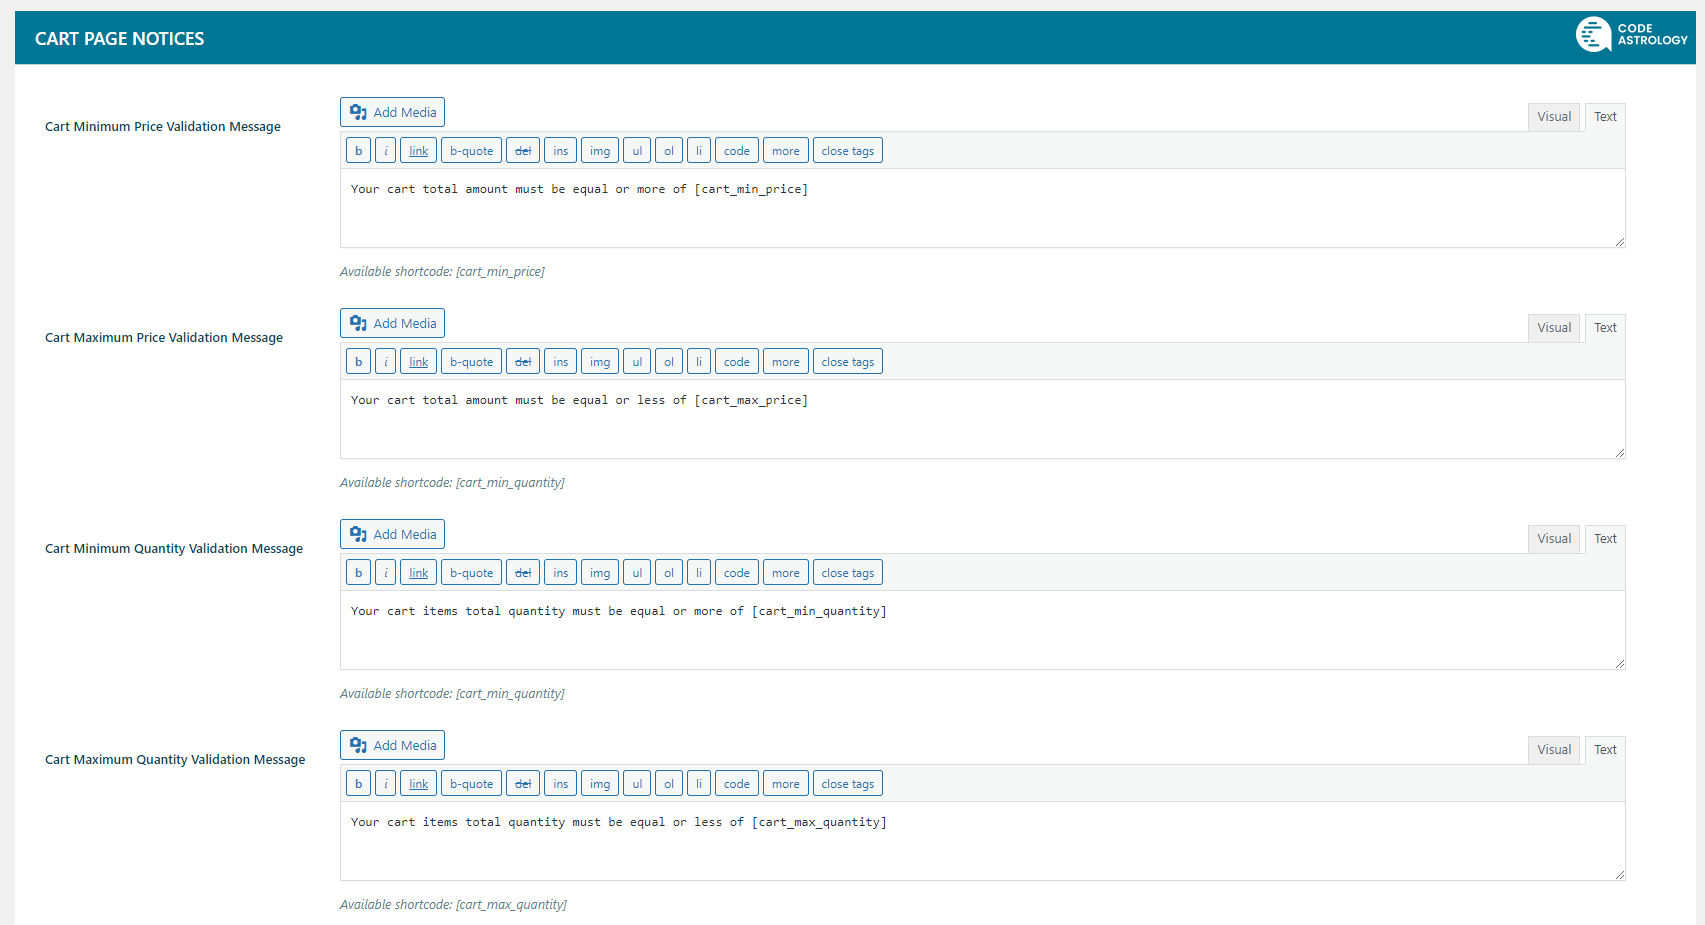 CART PAGE NOTICES
CODE
ASTROLOGY
Cart Minimum Price Validation Message
Add Media
Visual Text
b i link b-quote del ins img ul ol li code more close tags
Your cart total amount must be equal or more of [cart_min_price]
Available shortcode: [cart_min_price]
Cart Maximum Price Validation Message
Add Media
Visual Text
b i link b-quote del ins img ul ol li code more close tags
Your cart total amount must be equal or less of [cart_max_price]
Available shortcode: [cart_min_quantity]
Cart Minimum Quantity Validation Message
Add Media
Visual Text
b i link b-quote del ins img ul ol li code more close tags
Your cart items total quantity must be equal or more of [cart_min_quantity]
Available shortcode: [cart_min_quantity]
Cart Maximum Quantity Validation Message
Add Media
Visual Text
b i link b-quote del ins img ul ol li code more close tags
Your cart items total quantity must be equal or less of [cart_max_quantity]
Available shortcode: [cart_max_quantity]